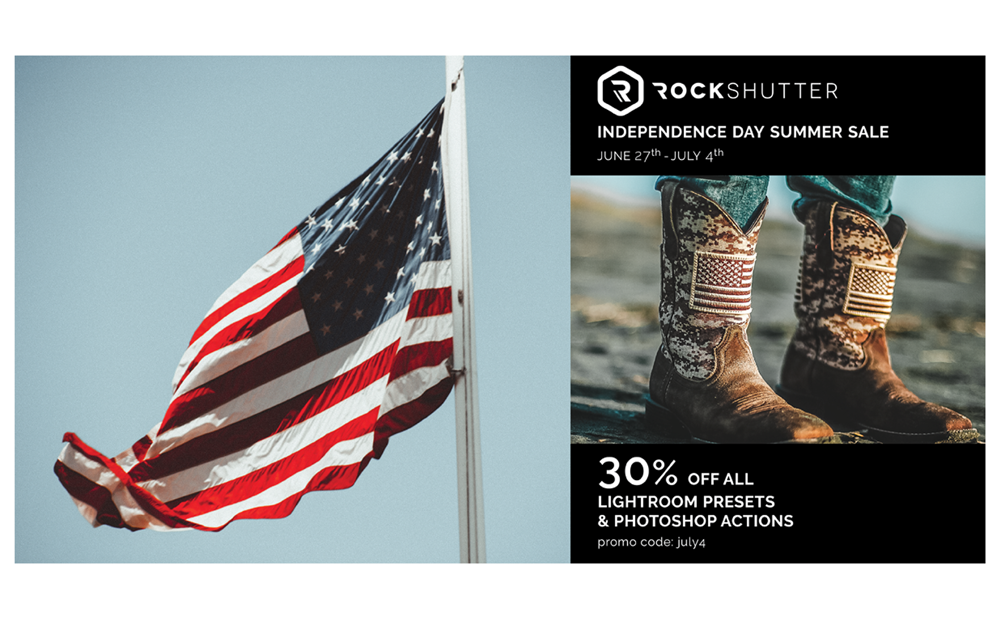 ROCKSHUTTER
INDEPENDENCE DAY SUMMER SALE
JUNE 27th - JULY 4th
30% OFF ALL
LIGHTROOM PRESETS
& PHOTOSHOP ACTIONS
promo code: july4